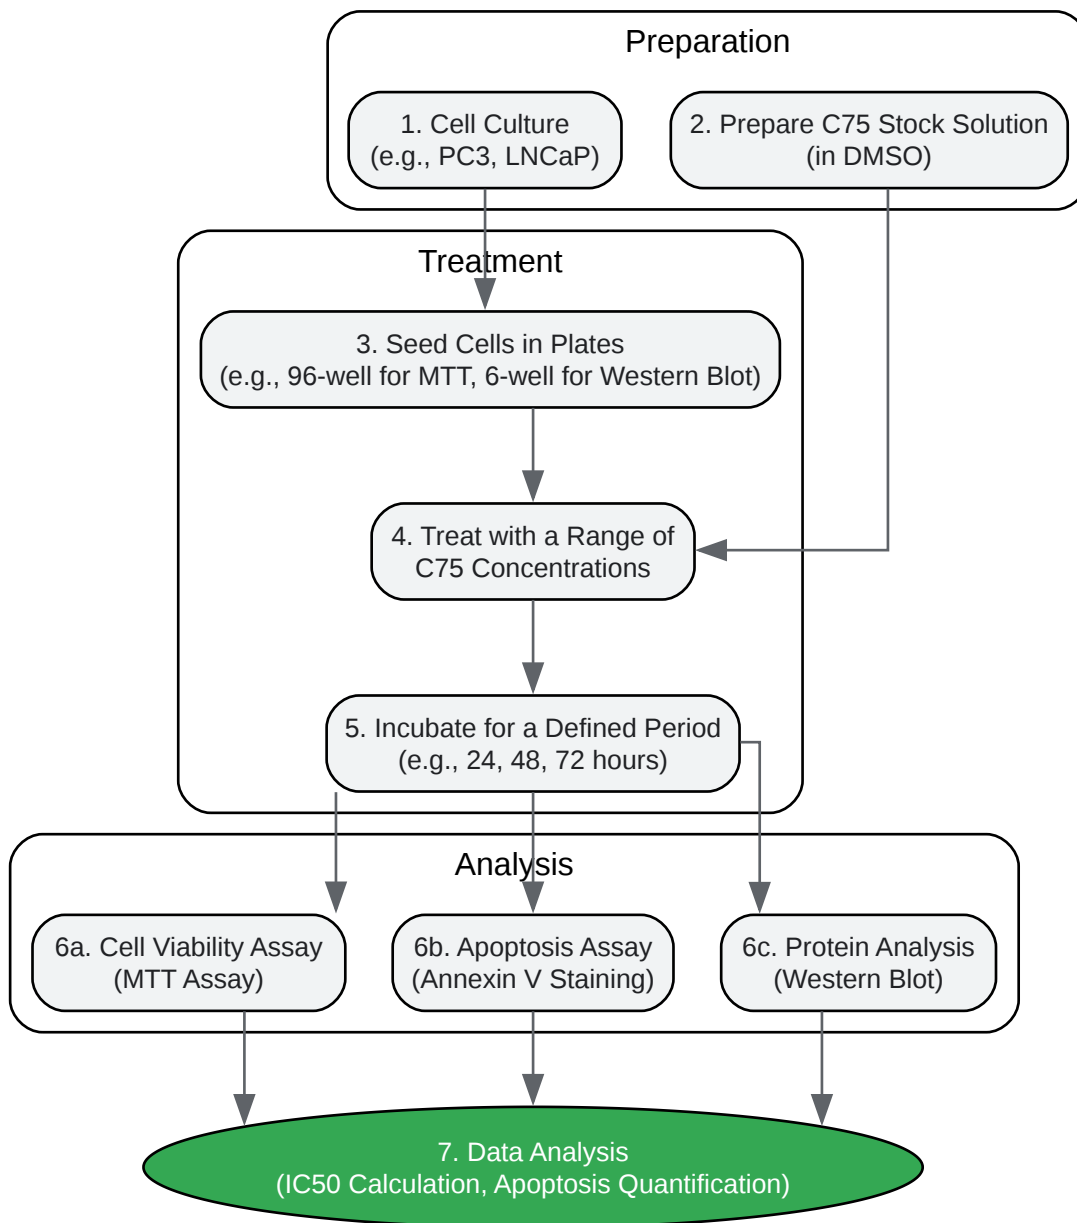 Preparation
1. Cell Culture
(e.g., PC3, LNCaP)
2. Prepare C75 Stock Solution
(in DMSO)
Treatment
3. Seed Cells in Plates
(e.g., 96-well for MTT, 6-well for Western Blot)
4. Treat with a Range of
C75 Concentrations
5. Incubate for a Defined Period
(e.g., 24, 48, 72 hours)
Analysis
6a. Cell Viability Assay
(MTT Assay)
6b. Apoptosis Assay
(Annexin V Staining)
6c. Protein Analysis
(Western Blot)
7. Data Analysis
(IC50 Calculation, Apoptosis Quantification)